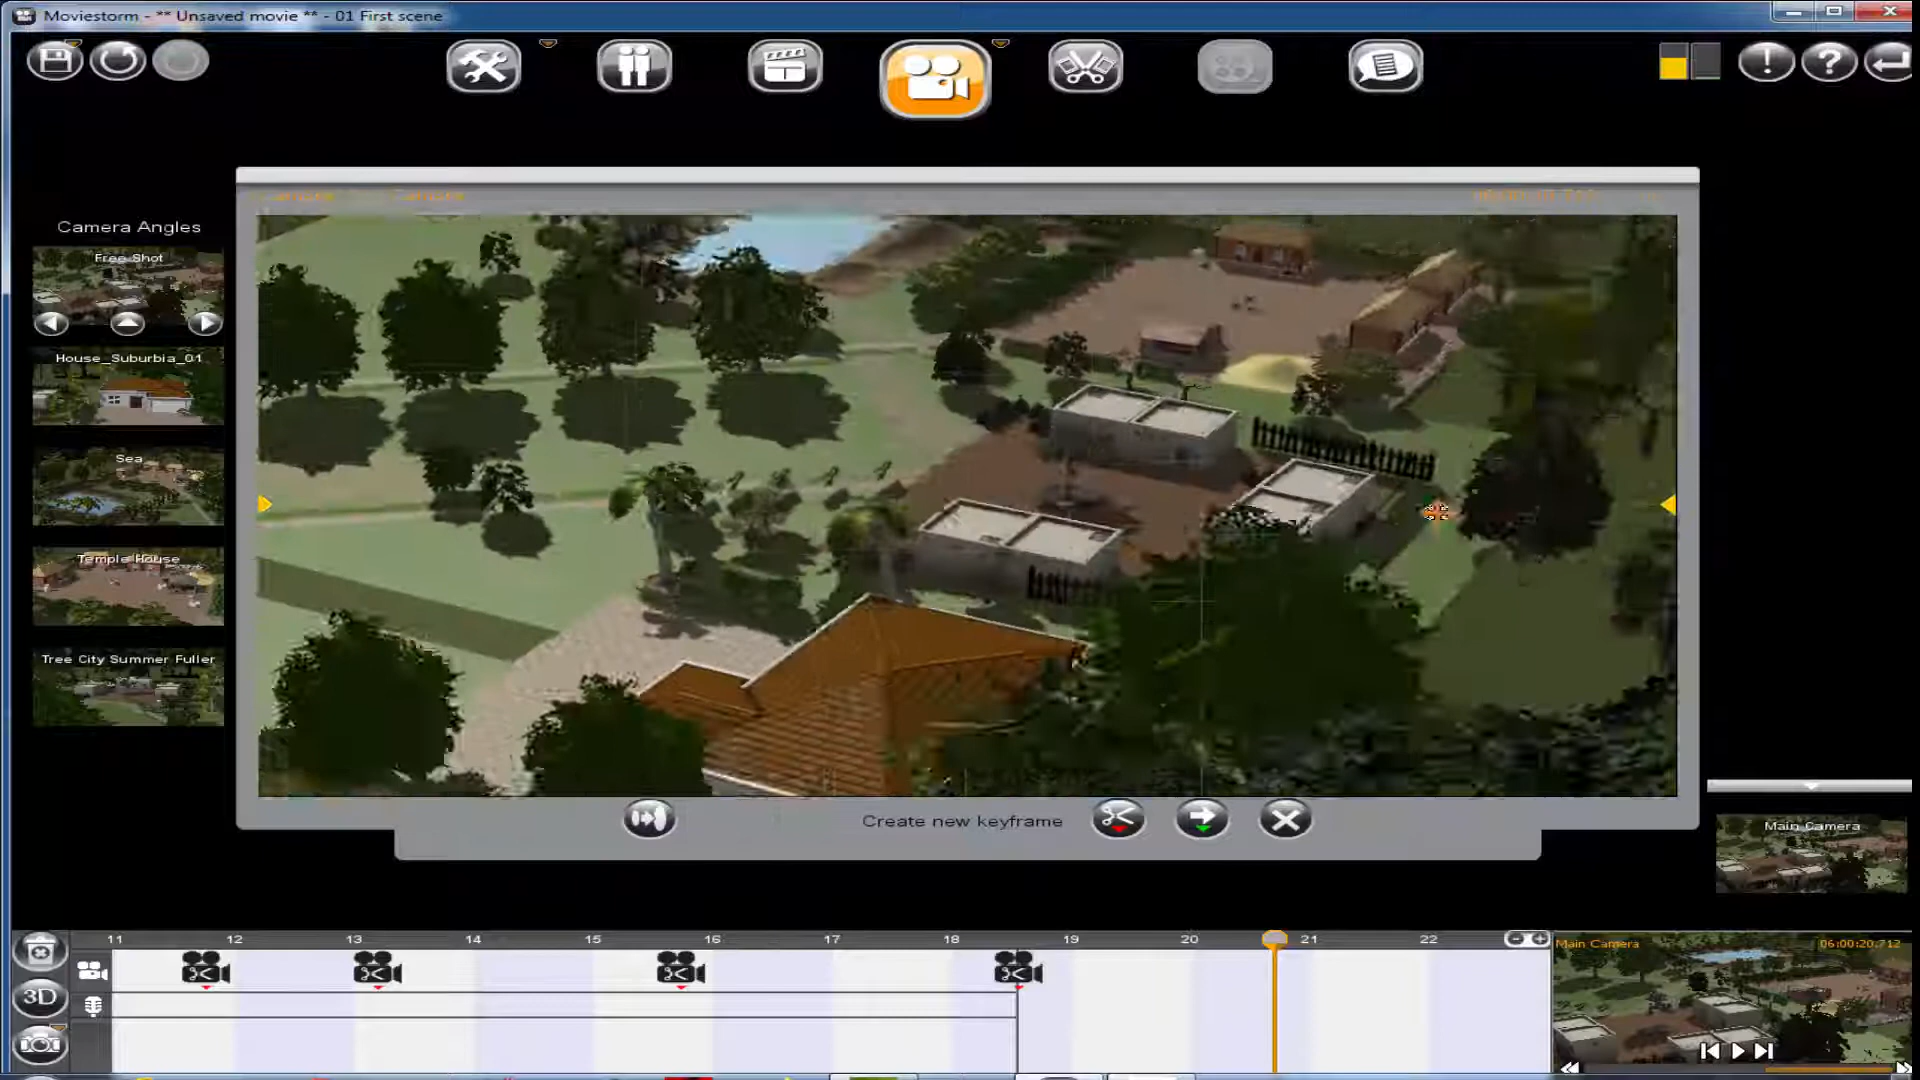 Moviestorm - ** Unsaved movie ** - 01 First scene
Camera Angles
Free Shot
House_Suburbia_01
Sea
Temple House
Tree City Summer Fuller
Create new keyframe
Main Camera
11 12 13 14 15 16 17 18 19 20 21 22
Main Camera 06:00:20.712
3D